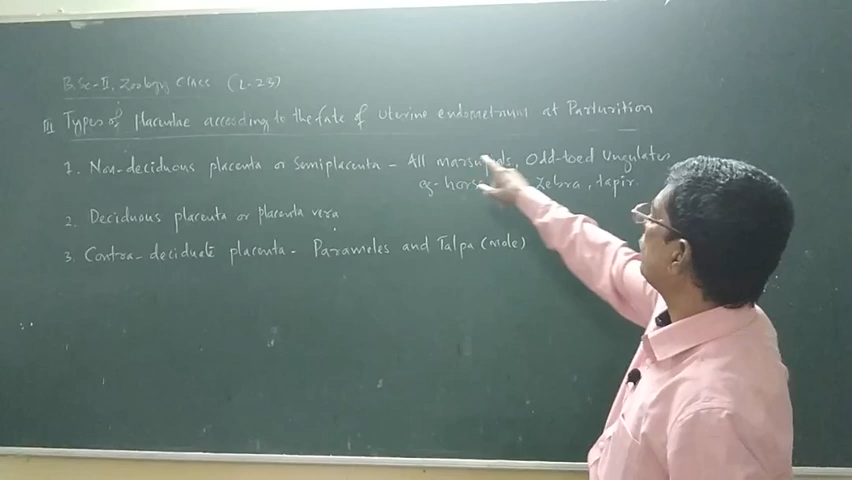 B.Sc-II, Zoology Class (L-23)
III Types of Placentae according to the fate of uterine endometrium at Parturition
1. Non-deciduous placenta or Semiplacenta - All marsupials, Odd-toed Ungulates
eg- horse Zebra, tapir.
2. Deciduous placenta or placenta vera
3 Contra-deciduate placenta - Parameles and Talpa (mole)